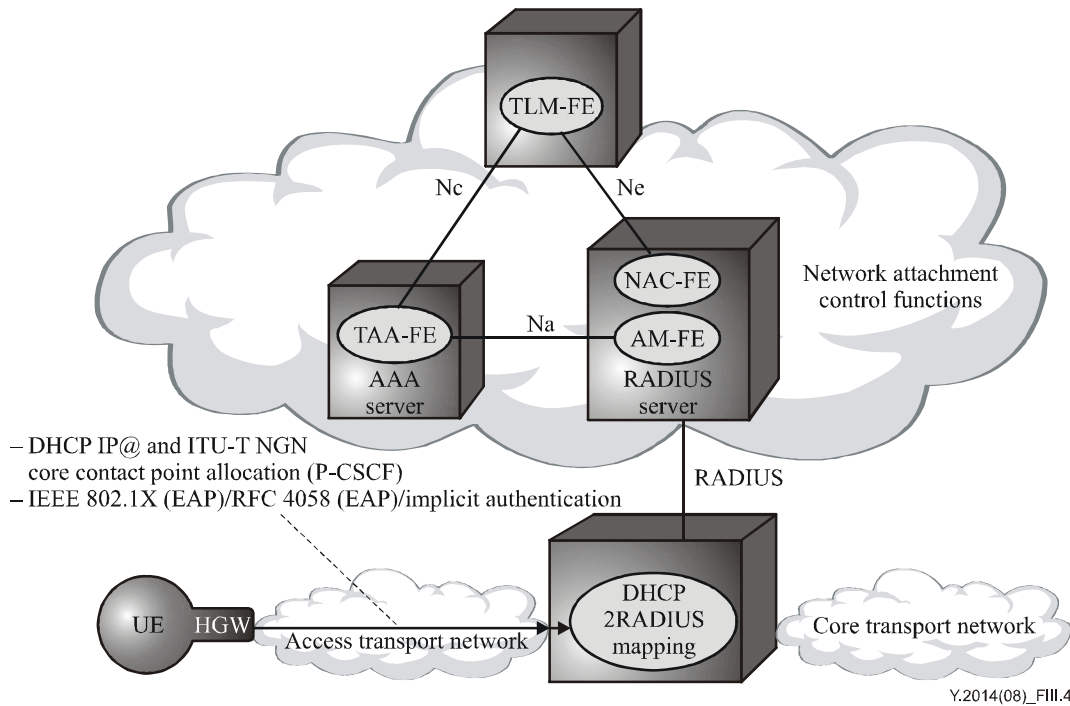 TLM-FE
Nc
Ne
NAC-FE
Network attachment
control functions
TAA-FE
Na
AM-FE
AAA
server
RADIUS
server
– DHCP IP@ and ITU-T NGN
core contact point allocation (P-CSCF)
– IEEE 802.1X (EAP)/RFC 4058 (EAP)/implicit authentication
RADIUS
UE
HGW
Access transport network
DHCP
2RADIUS
mapping
Core transport network
Y.2014(08)_FIII.4